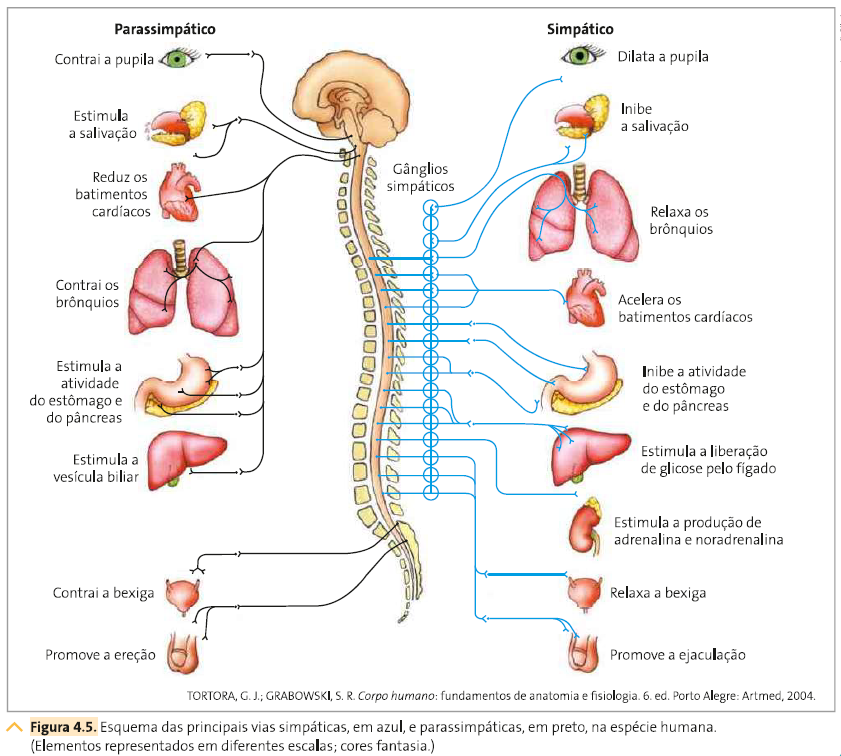 Parassimpático
Contrai a pupila
Estimula
a salivação
Reduz os
batimentos
cardíacos
Contrai os
brônquios
Estimula a
atividade
do estômago e
do pâncreas
Estimula a
vesícula biliar
Contrai a bexiga
Promove a ereção
Gânglios
simpáticos
Simpático
Dilata a pupila
Inibe
a salivação
Relaxa os
brônquios
Acelera os
batimentos cardíacos
Inibe a atividade
do estômago
e do pâncreas
Estimula a liberação
de glicose pelo fígado
Estimula a produção de
adrenalina e noradrenalina
Relaxa a bexiga
Promove a ejaculação
TORTORA, G. J.; GRABOWSKI, S. R. Corpo humano: fundamentos de anatomia e fisiologia. 6. ed. Porto Alegre: Artmed, 2004.
Figura 4.5. Esquema das principais vias simpáticas, em azul, e parassimpáticas, em preto, na espécie humana.
(Elementos representados em diferentes escalas; cores fantasia.)